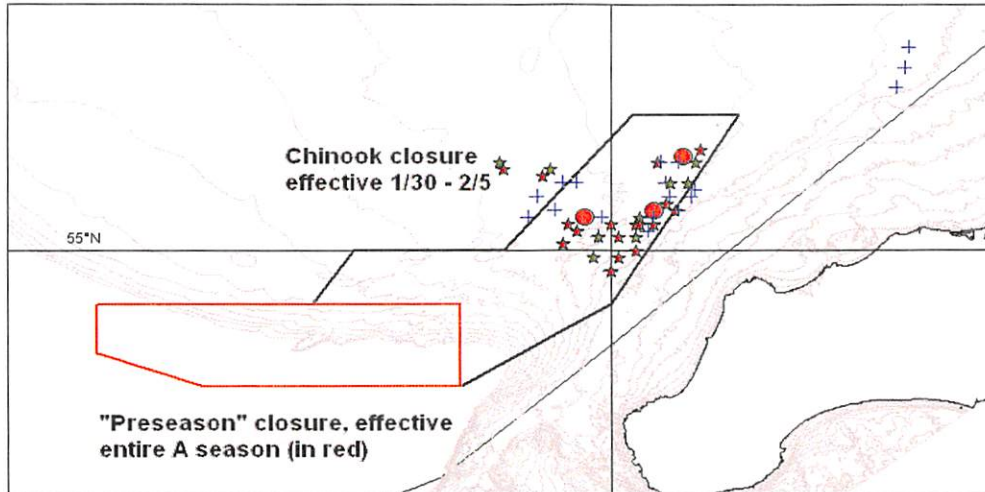 Chinook closure
effective 1/30 - 2/5
55°N
"Preseason" closure, effective
entire A season (in red)